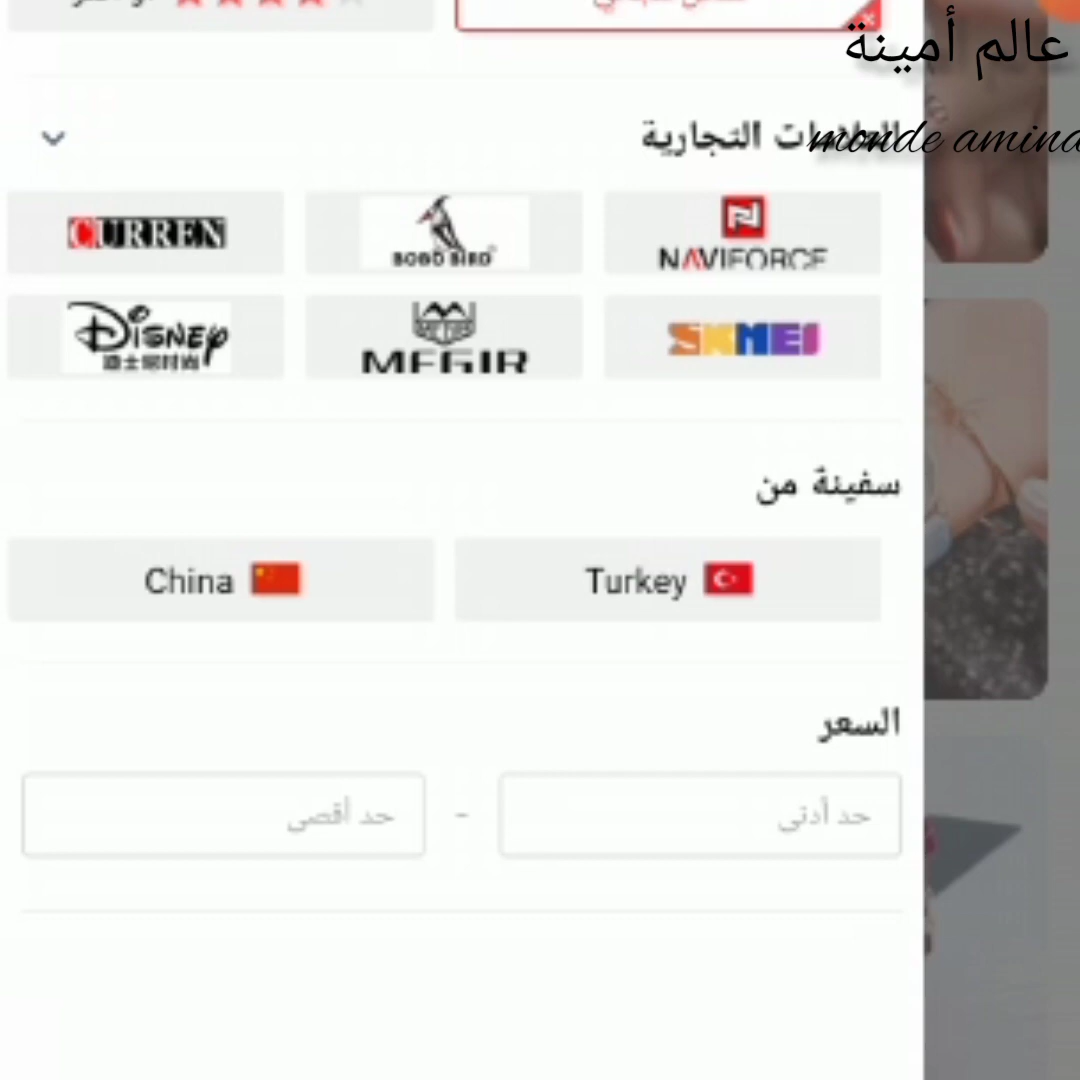 عالم أمينة
monde amina
التجارية
NAVIFORCE
BOBO BIRD
CURREN
SKMEI
MEGIR
Disney
سفينة من
Turkey
China
السعر
حد أدنى - حد أقصى